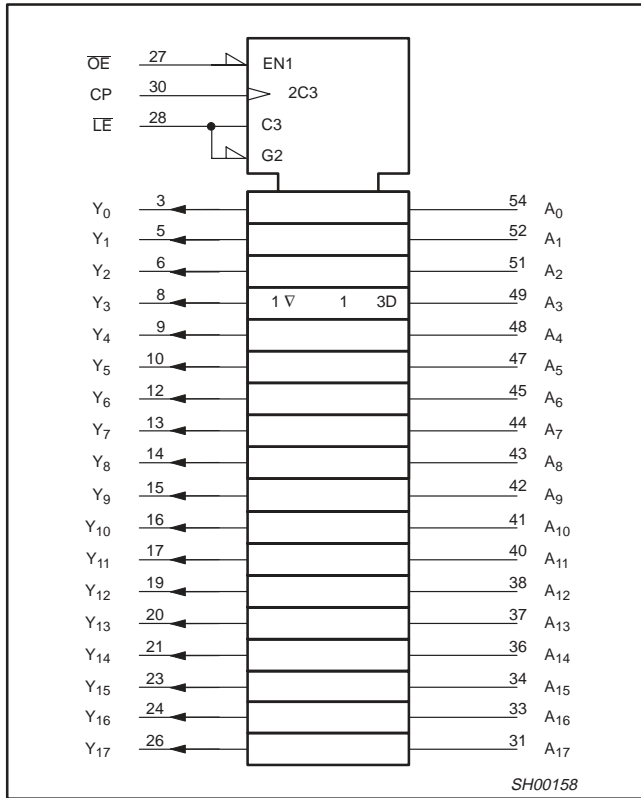 O̅E̅ 27 EN1
CP 30 2C3
L̅E̅ 28 C3
G2
Y0 3 54 A0
Y1 5 52 A1
Y2 6 51 A2
Y3 8 1 ∇ 1 3D 49 A3
Y4 9 48 A4
Y5 10 47 A5
Y6 12 45 A6
Y7 13 44 A7
Y8 14 43 A8
Y9 15 42 A9
Y10 16 41 A10
Y11 17 40 A11
Y12 19 38 A12
Y13 20 37 A13
Y14 21 36 A14
Y15 23 34 A15
Y16 24 33 A16
Y17 26 31 A17
SH00158